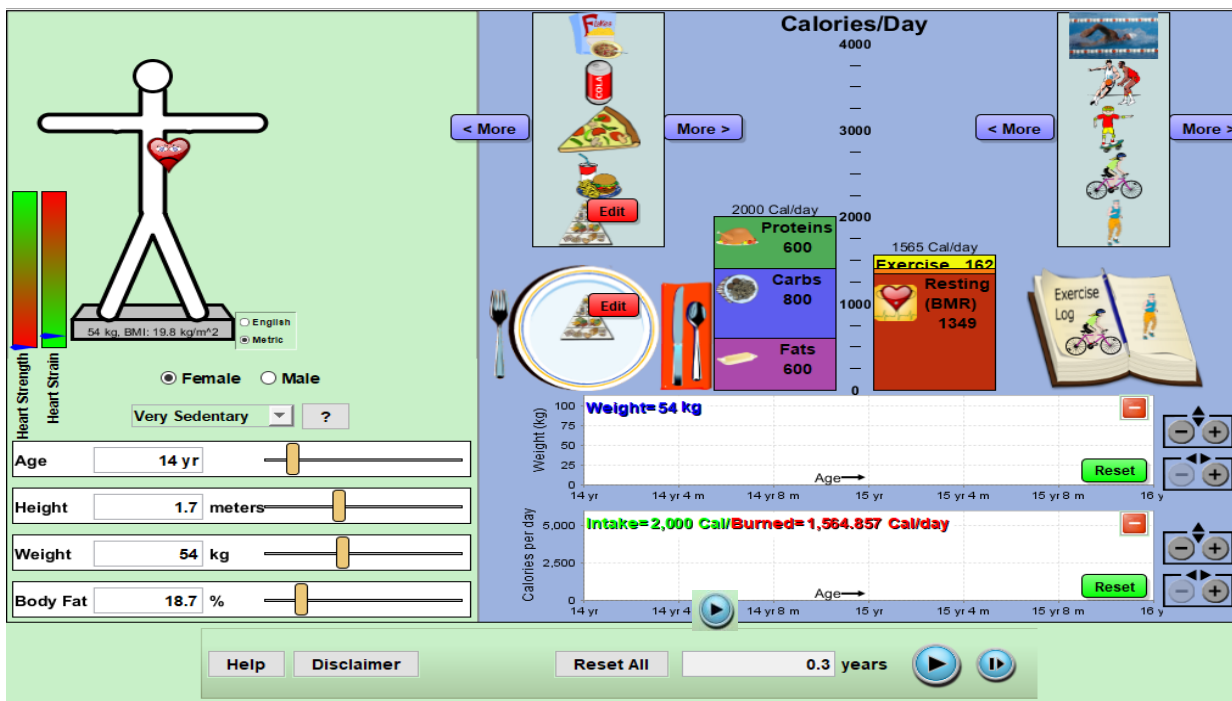 54 kg, BMI: 19.8 kg/m^2
English
Metric
Heart Strength
Heart Strain
Female
Male
Very Sedentary
?
Age 14 yr
Height 1.7 meters
Weight 54 kg
Body Fat 18.7 %
Calories/Day
4000
3000
2000
1000
0
< More
More >
COLA
Edit
< More
More >
2000 Cal/day
Proteins
600
Carbs
800
Fats
600
1565 Cal/day
Exercise 162
Resting
(BMR)
1349
Edit
Exercise
Log
Weight (kg)
100
75
50
25
0
Weight= 54 kg
Age
Reset
14 yr 14 yr 4 m 14 yr 8 m 15 yr 15 yr 4 m 15 yr 8 m 16 y
Calories per day
5,000
2,500
0
Intake= 2,000 Cal/Burned= 1,564.857 Cal/day
Age
Reset
14 yr 14 yr 4 14 yr 8 m 15 yr 15 yr 4 m 15 yr 8 m 16 y
Help
Disclaimer
Reset All
0.3 years